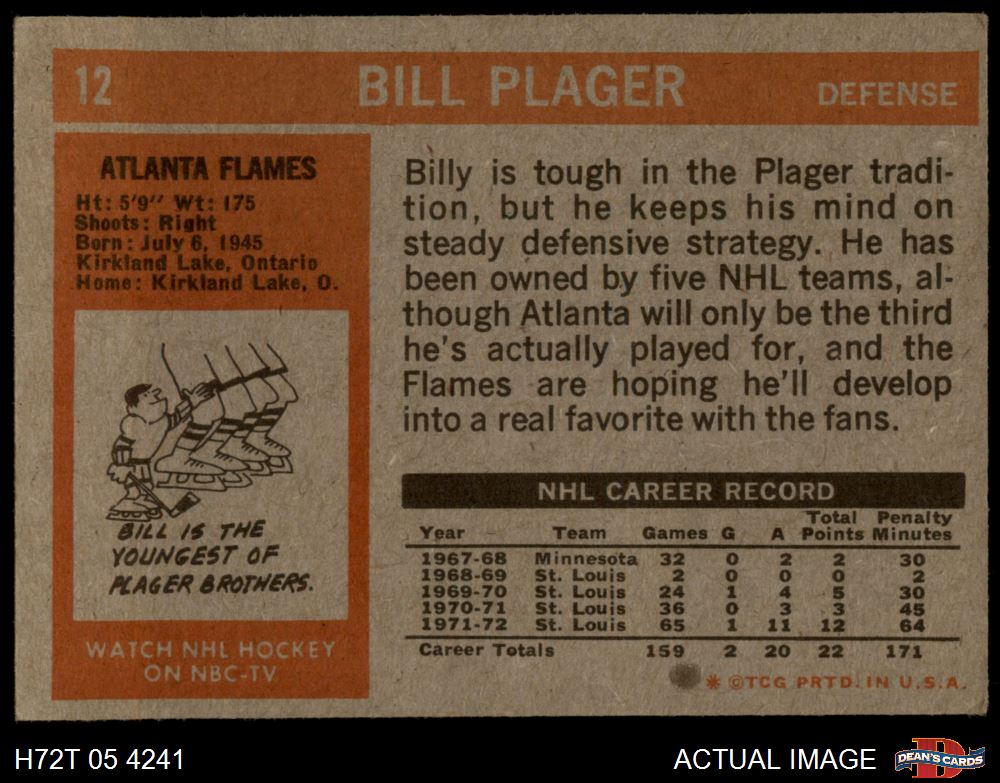 12 BILL PLAGER DEFENSE
ATLANTA FLAMES
Ht: 5'9" Wt: 175
Shoots: Right
Born: July 6, 1945
Kirkland Lake, Ontario
Home: Kirkland Lake, O.
BILL IS THE
YOUNGEST OF
PLAGER BROTHERS.
WATCH NHL HOCKEY
ON NBC-TV
Billy is tough in the Plager tradi-
tion, but he keeps his mind on
steady defensive strategy. He has
been owned by five NHL teams, al-
though Atlanta will only be the third
he's actually played for, and the
Flames are hoping he'll develop
into a real favorite with the fans.
NHL CAREER RECORD
Total Penalty
Year Team Games G A Points Minutes
1967-68 Minnesota 32 0 2 2 30
1968-69 St. Louis 2 0 0 0 2
1969-70 St. Louis 24 1 4 5 30
1970-71 St. Louis 36 0 3 3 45
1971-72 St. Louis 65 1 11 12 64
Career Totals 159 2 20 22 171
* ©TCG PRTD. IN U.S.A.
H72T 05 4241 ACTUAL IMAGE D DEAN'S CARDS